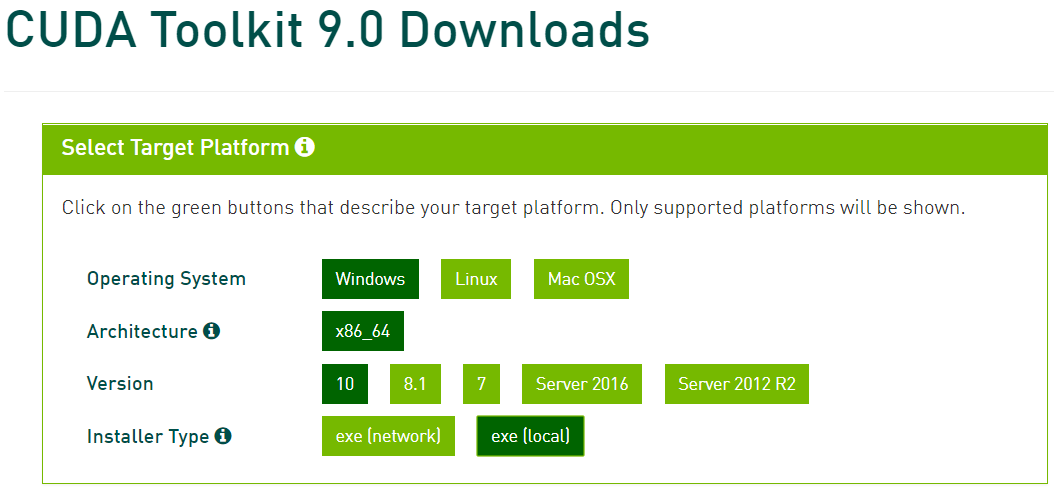 CUDA Toolkit 9.0 Downloads
Select Target Platform
Click on the green buttons that describe your target platform. Only supported platforms will be shown.
Operating System Windows Linux Mac OSX
Architecture x86_64
Version 10 8.1 7 Server 2016 Server 2012 R2
Installer Type exe (network) exe (local)